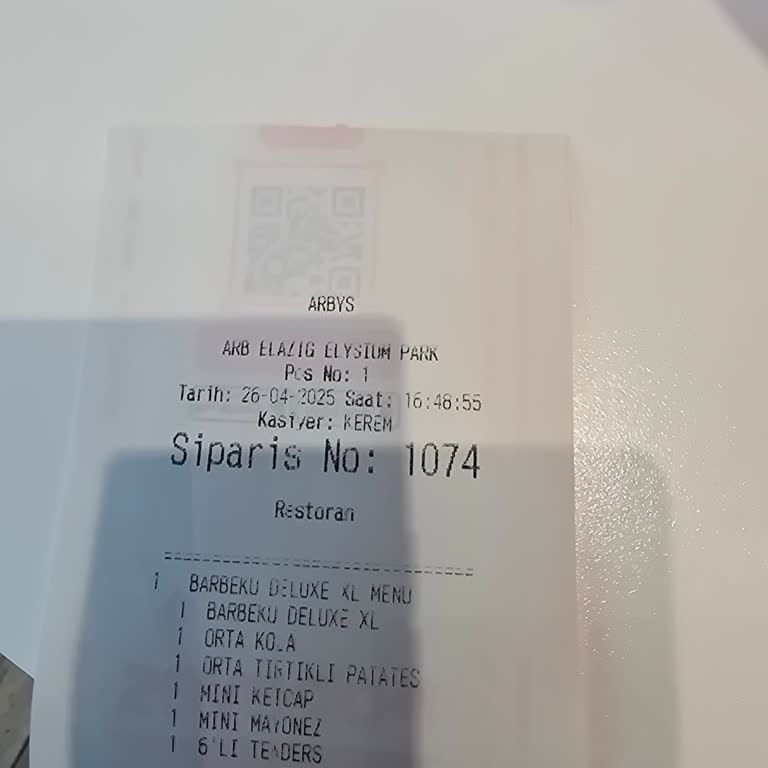 ARBYS
ARB ELAZIG ELYSIUM PARK
Pos No: 1
Tarih: 26-04-2025 Saat: 16:48:55
Kasiyer: KEREM
Siparis No: 1074
Restoran
1 BARBEKU DELUXE XL MENU
1 BARBEKU DELUXE XL
1 ORTA KOLA
1 ORTA TIRTIKLI PATATES
1 MINI KETCAP
1 MINI MAYONEZ
1 6'LI TENDERS